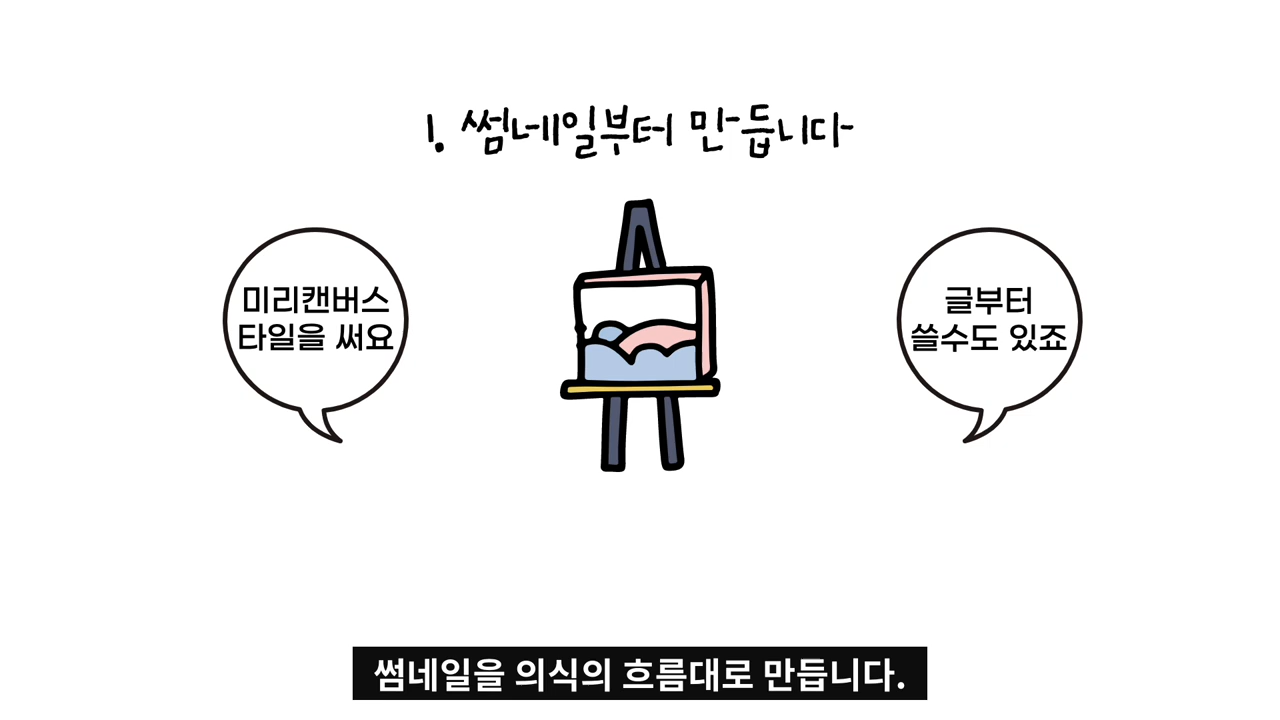 1. 썸네일부터 만듭니다
미리캔버스
타일을 써요
글부터
쓸수도 있죠
썸네일을 의식의 흐름대로 만듭니다.